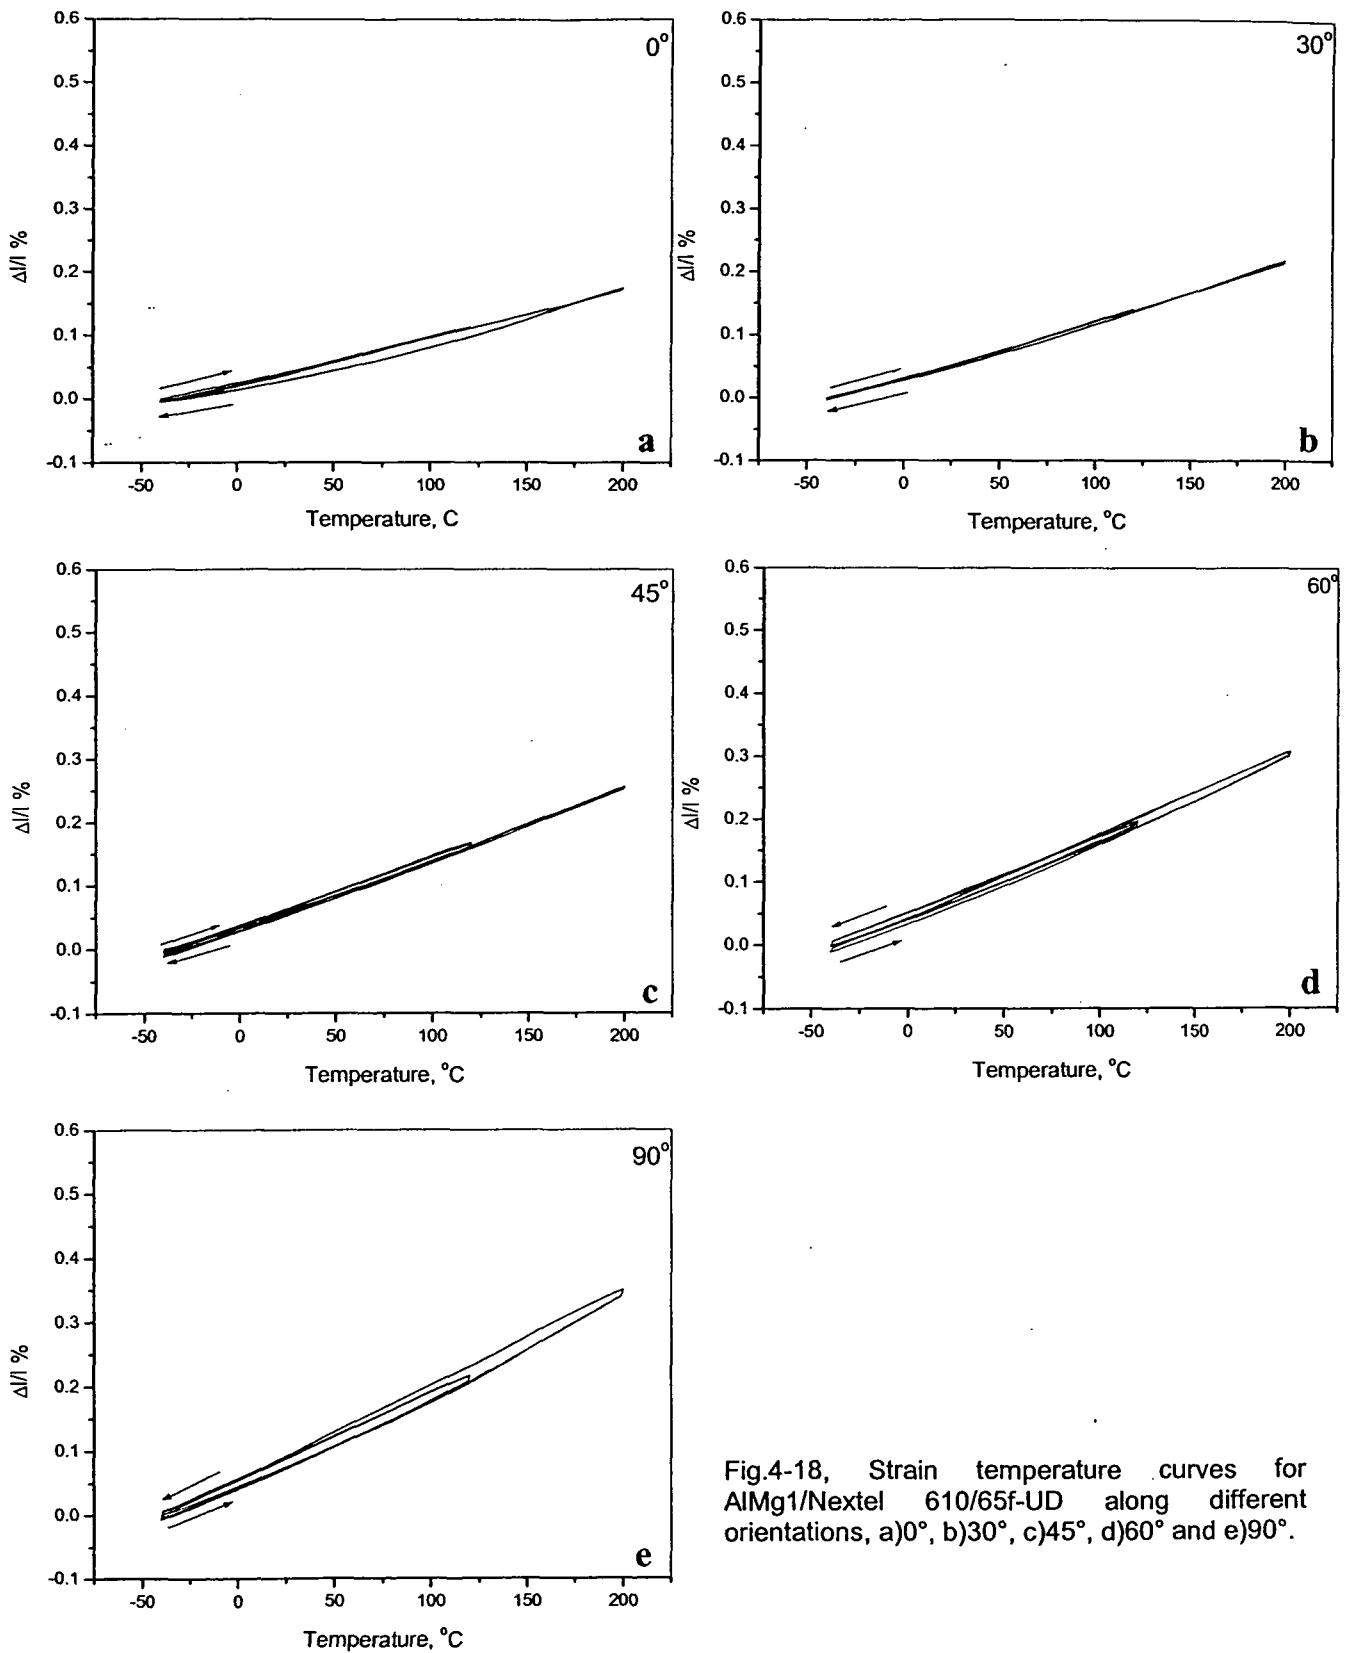 0.6
0.5
0.4
0.3
0.2
0.1
0.0
-0.1
Δl/l %
0°
a
-50 0 50 100 150 200
Temperature, C
0.6
0.5
0.4
0.3
0.2
0.1
0.0
-0.1
Δl/l %
30°
b
-50 0 50 100 150 200
Temperature, °C
0.6
0.5
0.4
0.3
0.2
0.1
0.0
-0.1
Δl/l %
45°
c
-50 0 50 100 150 200
Temperature, °C
0.6
0.5
0.4
0.3
0.2
0.1
0.0
-0.1
Δl/l %
60°
d
-50 0 50 100 150 200
Temperature, °C
0.6
0.5
0.4
0.3
0.2
0.1
0.0
-0.1
Δl/l %
90°
e
-50 0 50 100 150 200
Temperature, °C
Fig.4-18, Strain temperature curves for
AlMg1/Nextel 610/65f-UD along different
orientations, a)0°, b)30°, c)45°, d)60° and e)90°.